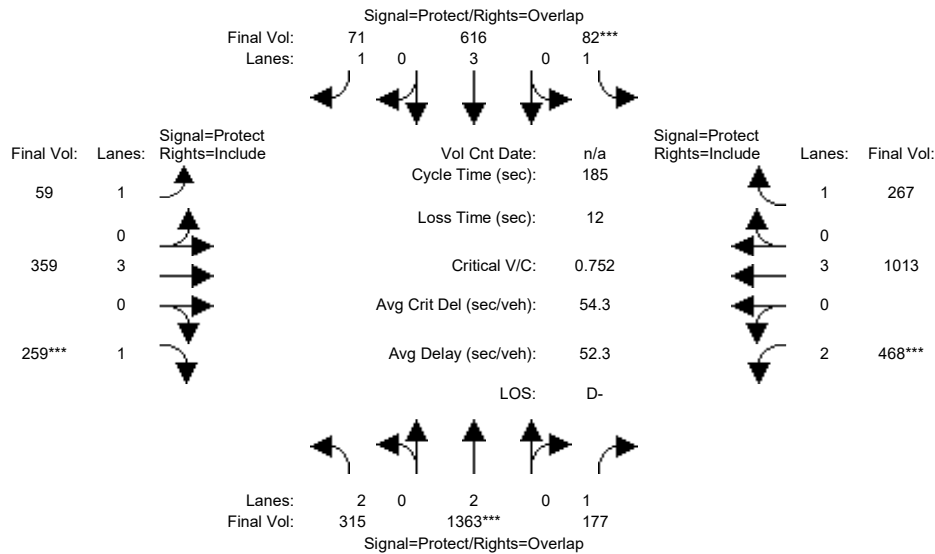 Signal=Protect/Rights=Overlap
Final Vol: 71 616 82***
Lanes: 1 0 3 0 1
Signal=Protect Signal=Protect
Final Vol: Lanes: Rights=Include Vol Cnt Date: n/a Rights=Include Lanes: Final Vol:
Cycle Time (sec): 185
59 1 1 267
Loss Time (sec): 12
0 0
359 3 Critical V/C: 0.752 3 1013
0 Avg Crit Del (sec/veh): 54.3 0
259*** 1 Avg Delay (sec/veh): 52.3 2 468***
LOS: D-
Lanes: 2 0 2 0 1
Final Vol: 315 1363*** 177
Signal=Protect/Rights=Overlap